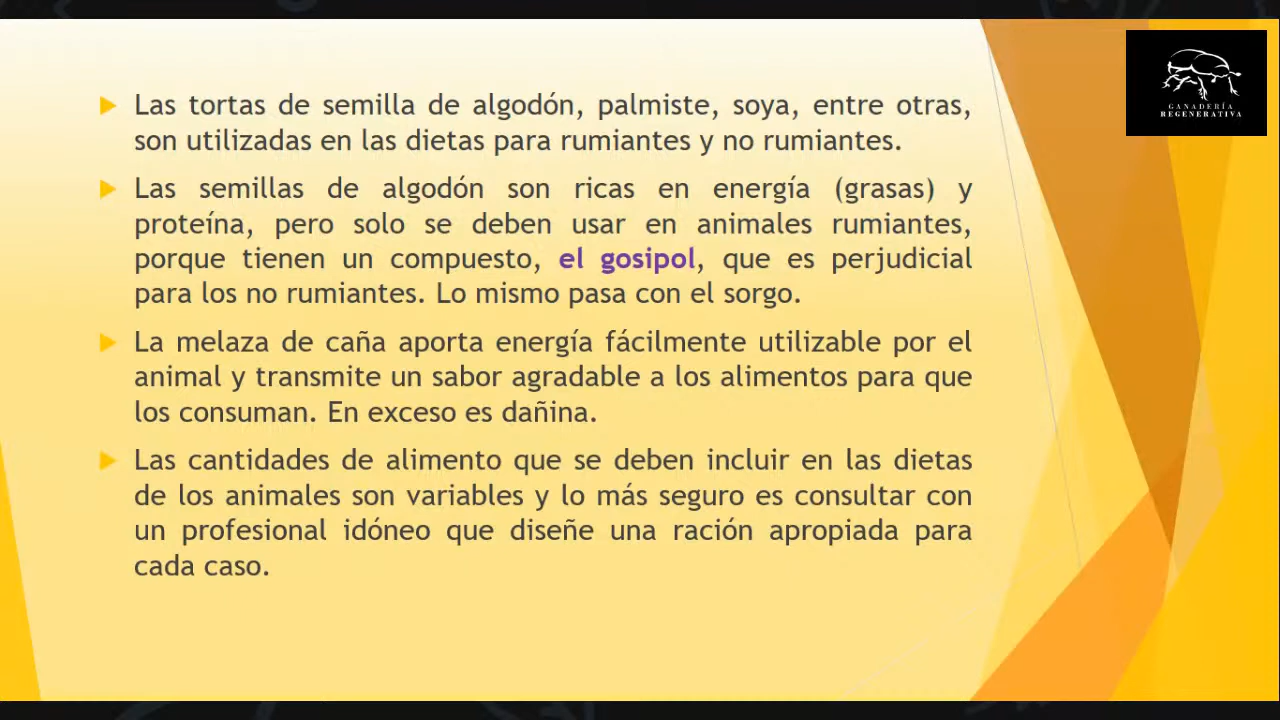 GANADERÍA
REGENERATIVA
Las tortas de semilla de algodón, palmiste, soya, entre otras,
son utilizadas en las dietas para rumiantes y no rumiantes.
Las semillas de algodón son ricas en energía (grasas) y
proteína, pero solo se deben usar en animales rumiantes,
porque tienen un compuesto, el gosipol, que es perjudicial
para los no rumiantes. Lo mismo pasa con el sorgo.
La melaza de caña aporta energía fácilmente utilizable por el
animal y transmite un sabor agradable a los alimentos para que
los consuman. En exceso es dañina.
Las cantidades de alimento que se deben incluir en las dietas
de los animales son variables y lo más seguro es consultar con
un profesional idóneo que diseñe una ración apropiada para
cada caso.